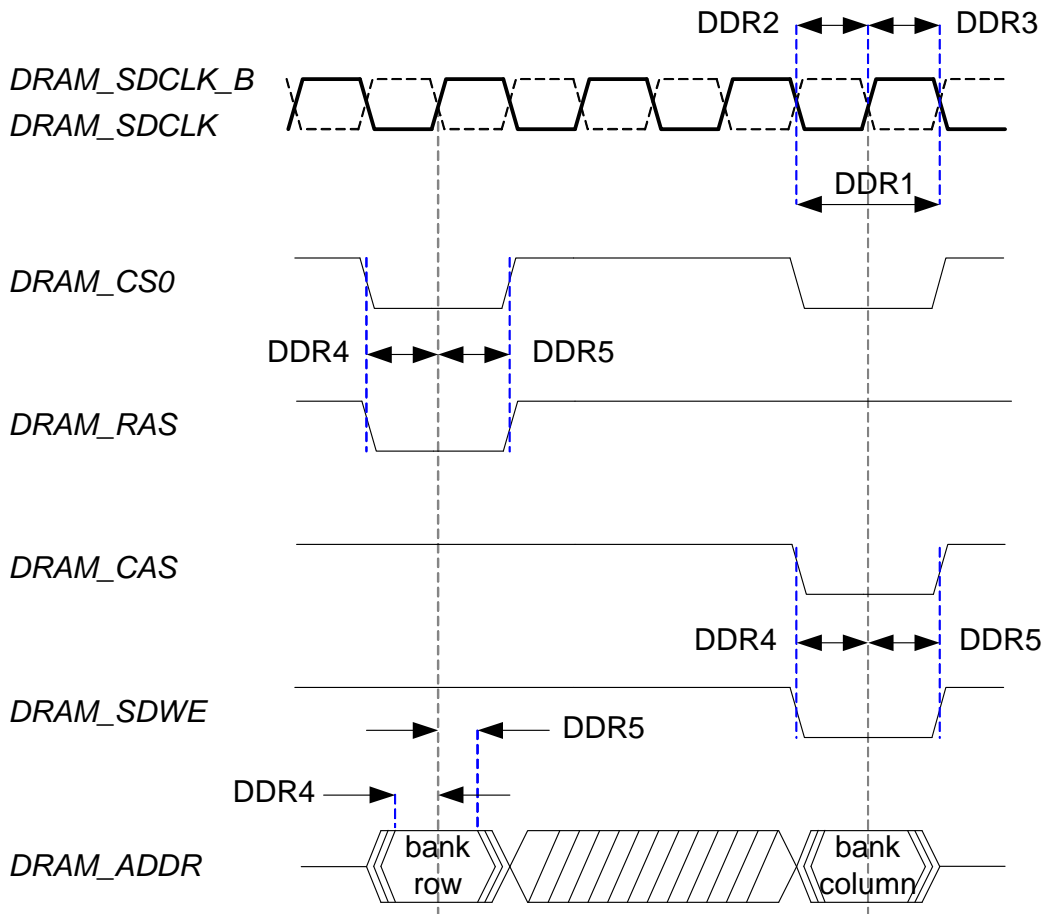 DDR2 DDR3
DRAM_SDCLK_B
DRAM_SDCLK
DDR1
DRAM_CS0
DDR4 DDR5
DRAM_RAS
DRAM_CAS
DDR4 DDR5
DRAM_SDWE
DDR5
DDR4
DRAM_ADDR
bank
row
bank
column